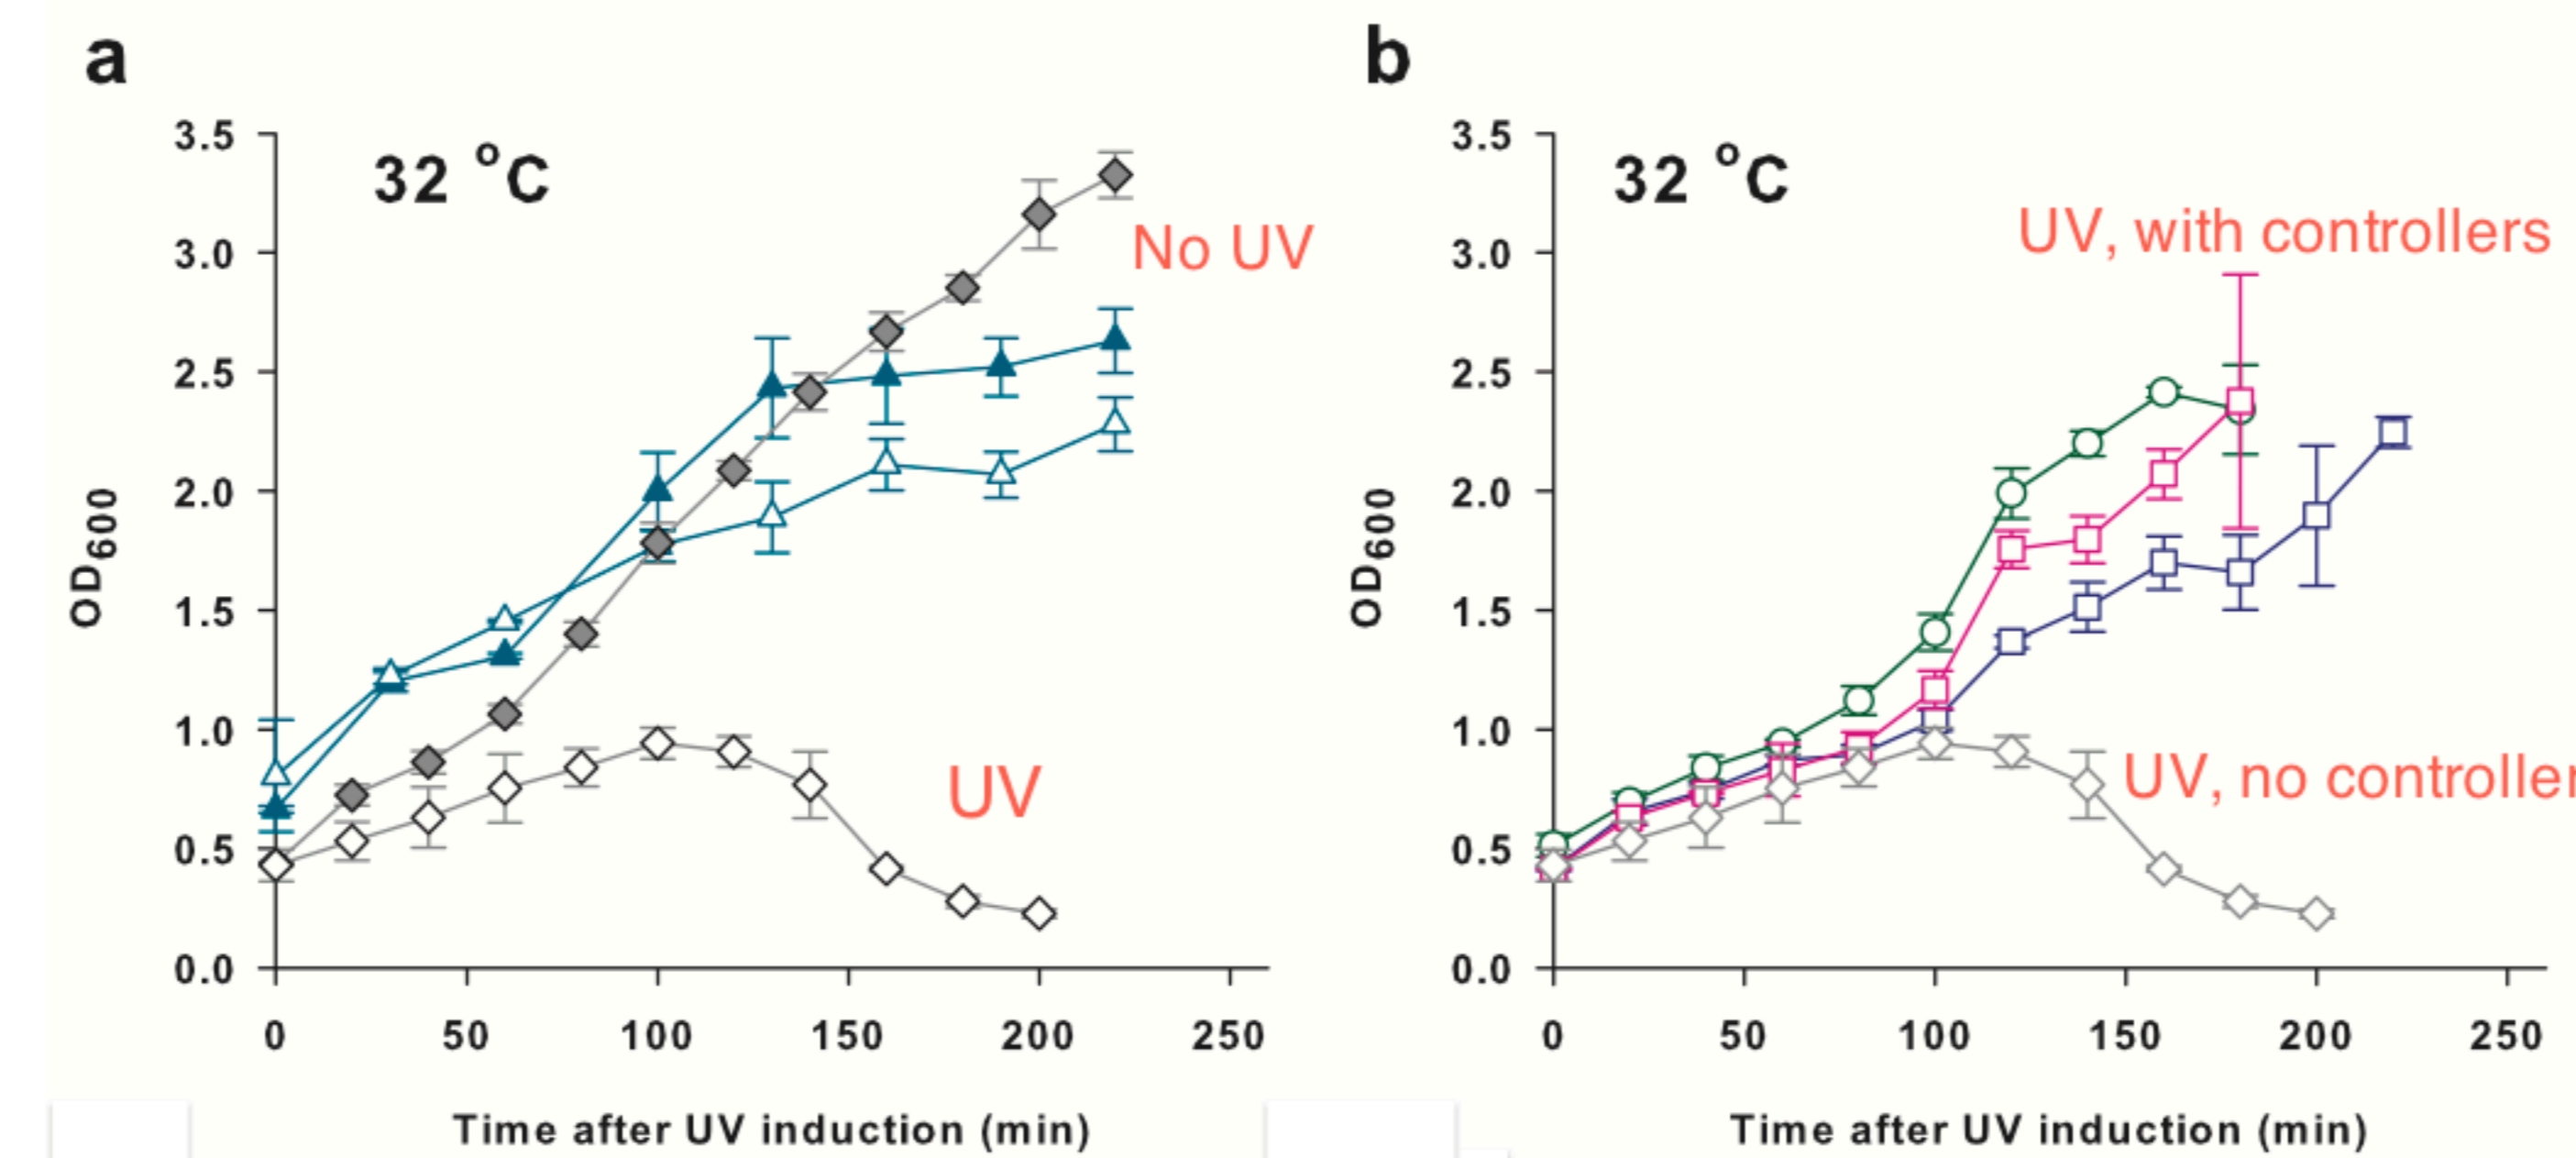 a
32 °C
3.5
3.0
2.5
2.0
1.5
1.0
0.5
0.0
OD600
No UV
UV
0 50 100 150 200 250
Time after UV induction (min)
b
32 °C
3.5
3.0
2.5
2.0
1.5
1.0
0.5
0.0
OD600
UV, with controllers
UV, no controller
0 50 100 150 200 250
Time after UV induction (min)